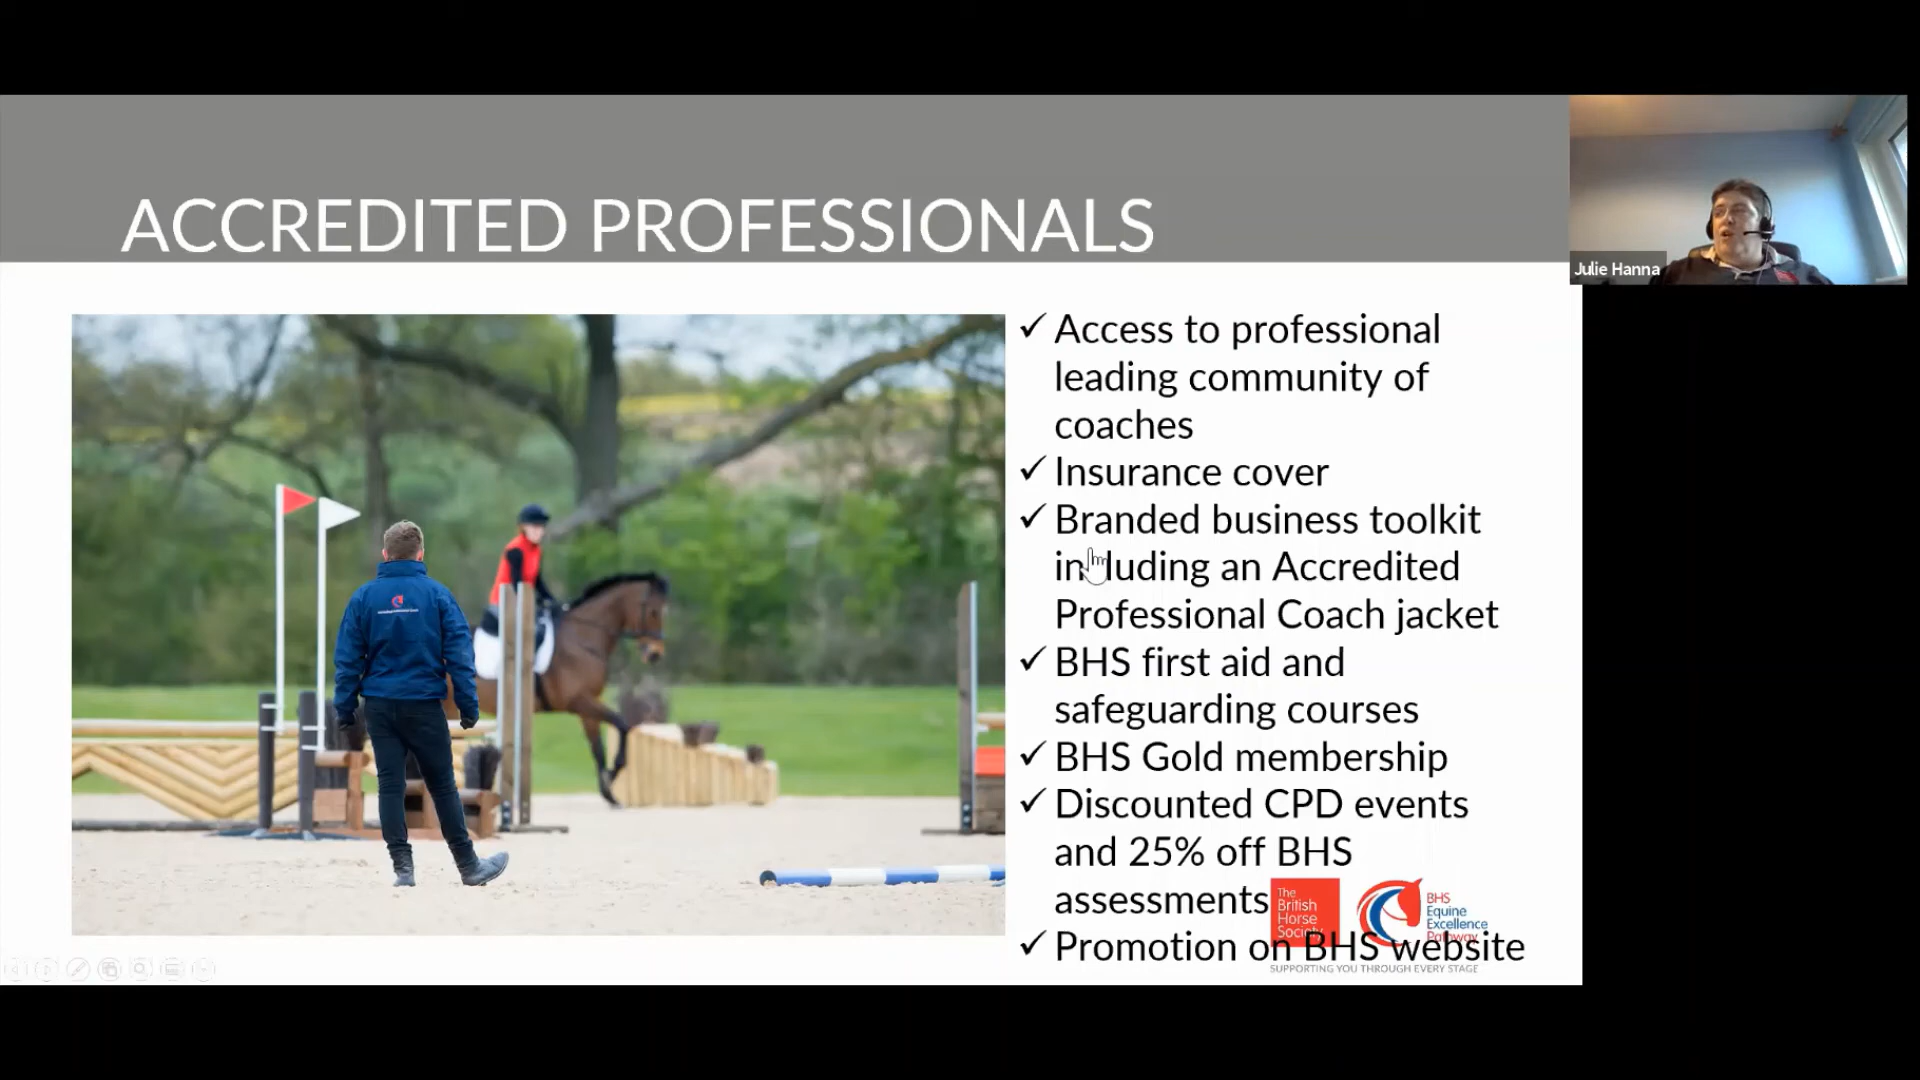 ACCREDITED PROFESSIONALS
Julie Hanna
Access to professional
leading community of
coaches
Insurance cover
Branded business toolkit
including an Accredited
Professional Coach jacket
BHS first aid and
safeguarding courses
BHS Gold membership
Discounted CPD events
and 25% off BHS
assessments
Promotion on BHS website
The
British
Horse
Society
BHS
Equine
Excellence
Pathway
SUPPORTING YOU THROUGH EVERY STAGE